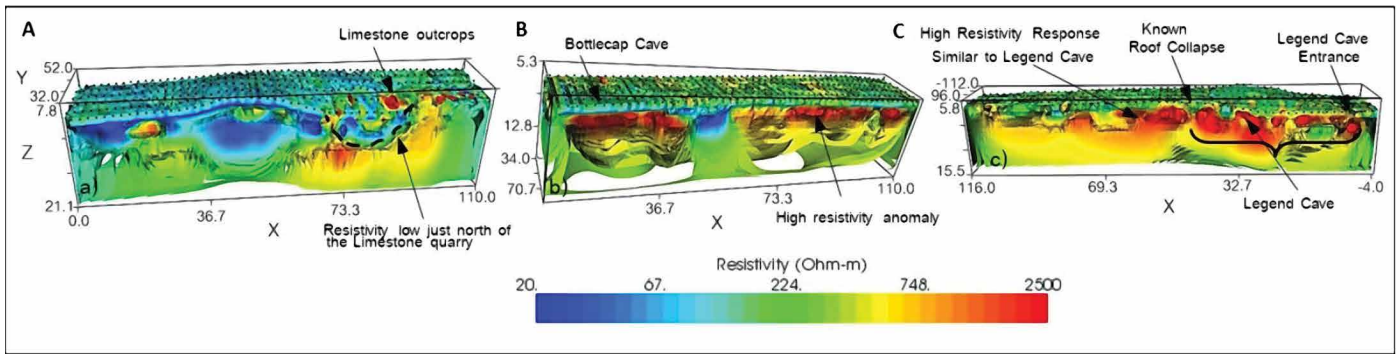 A
Limestone outcrops
Y
52.0
32.0
7.8
Z
a)
21.1
0.0
36.7
73.3
110.0
X
Resistivity low just north of
the Limestone quarry
B
Bottlecap Cave
5.3
12.8
34.0
70.7
b)
36.7
73.3
110.0
X
High resistivity anomaly
C
High Resistivity Response
Similar to Legend Cave
Known
Roof Collapse
Legend Cave
Entrance
-112.0
96.0
5.8
c)
15.5
116.0
69.3
32.7
-4.0
X
Legend Cave
Resistivity (Ohm-m)
20.
67.
224.
748.
2500